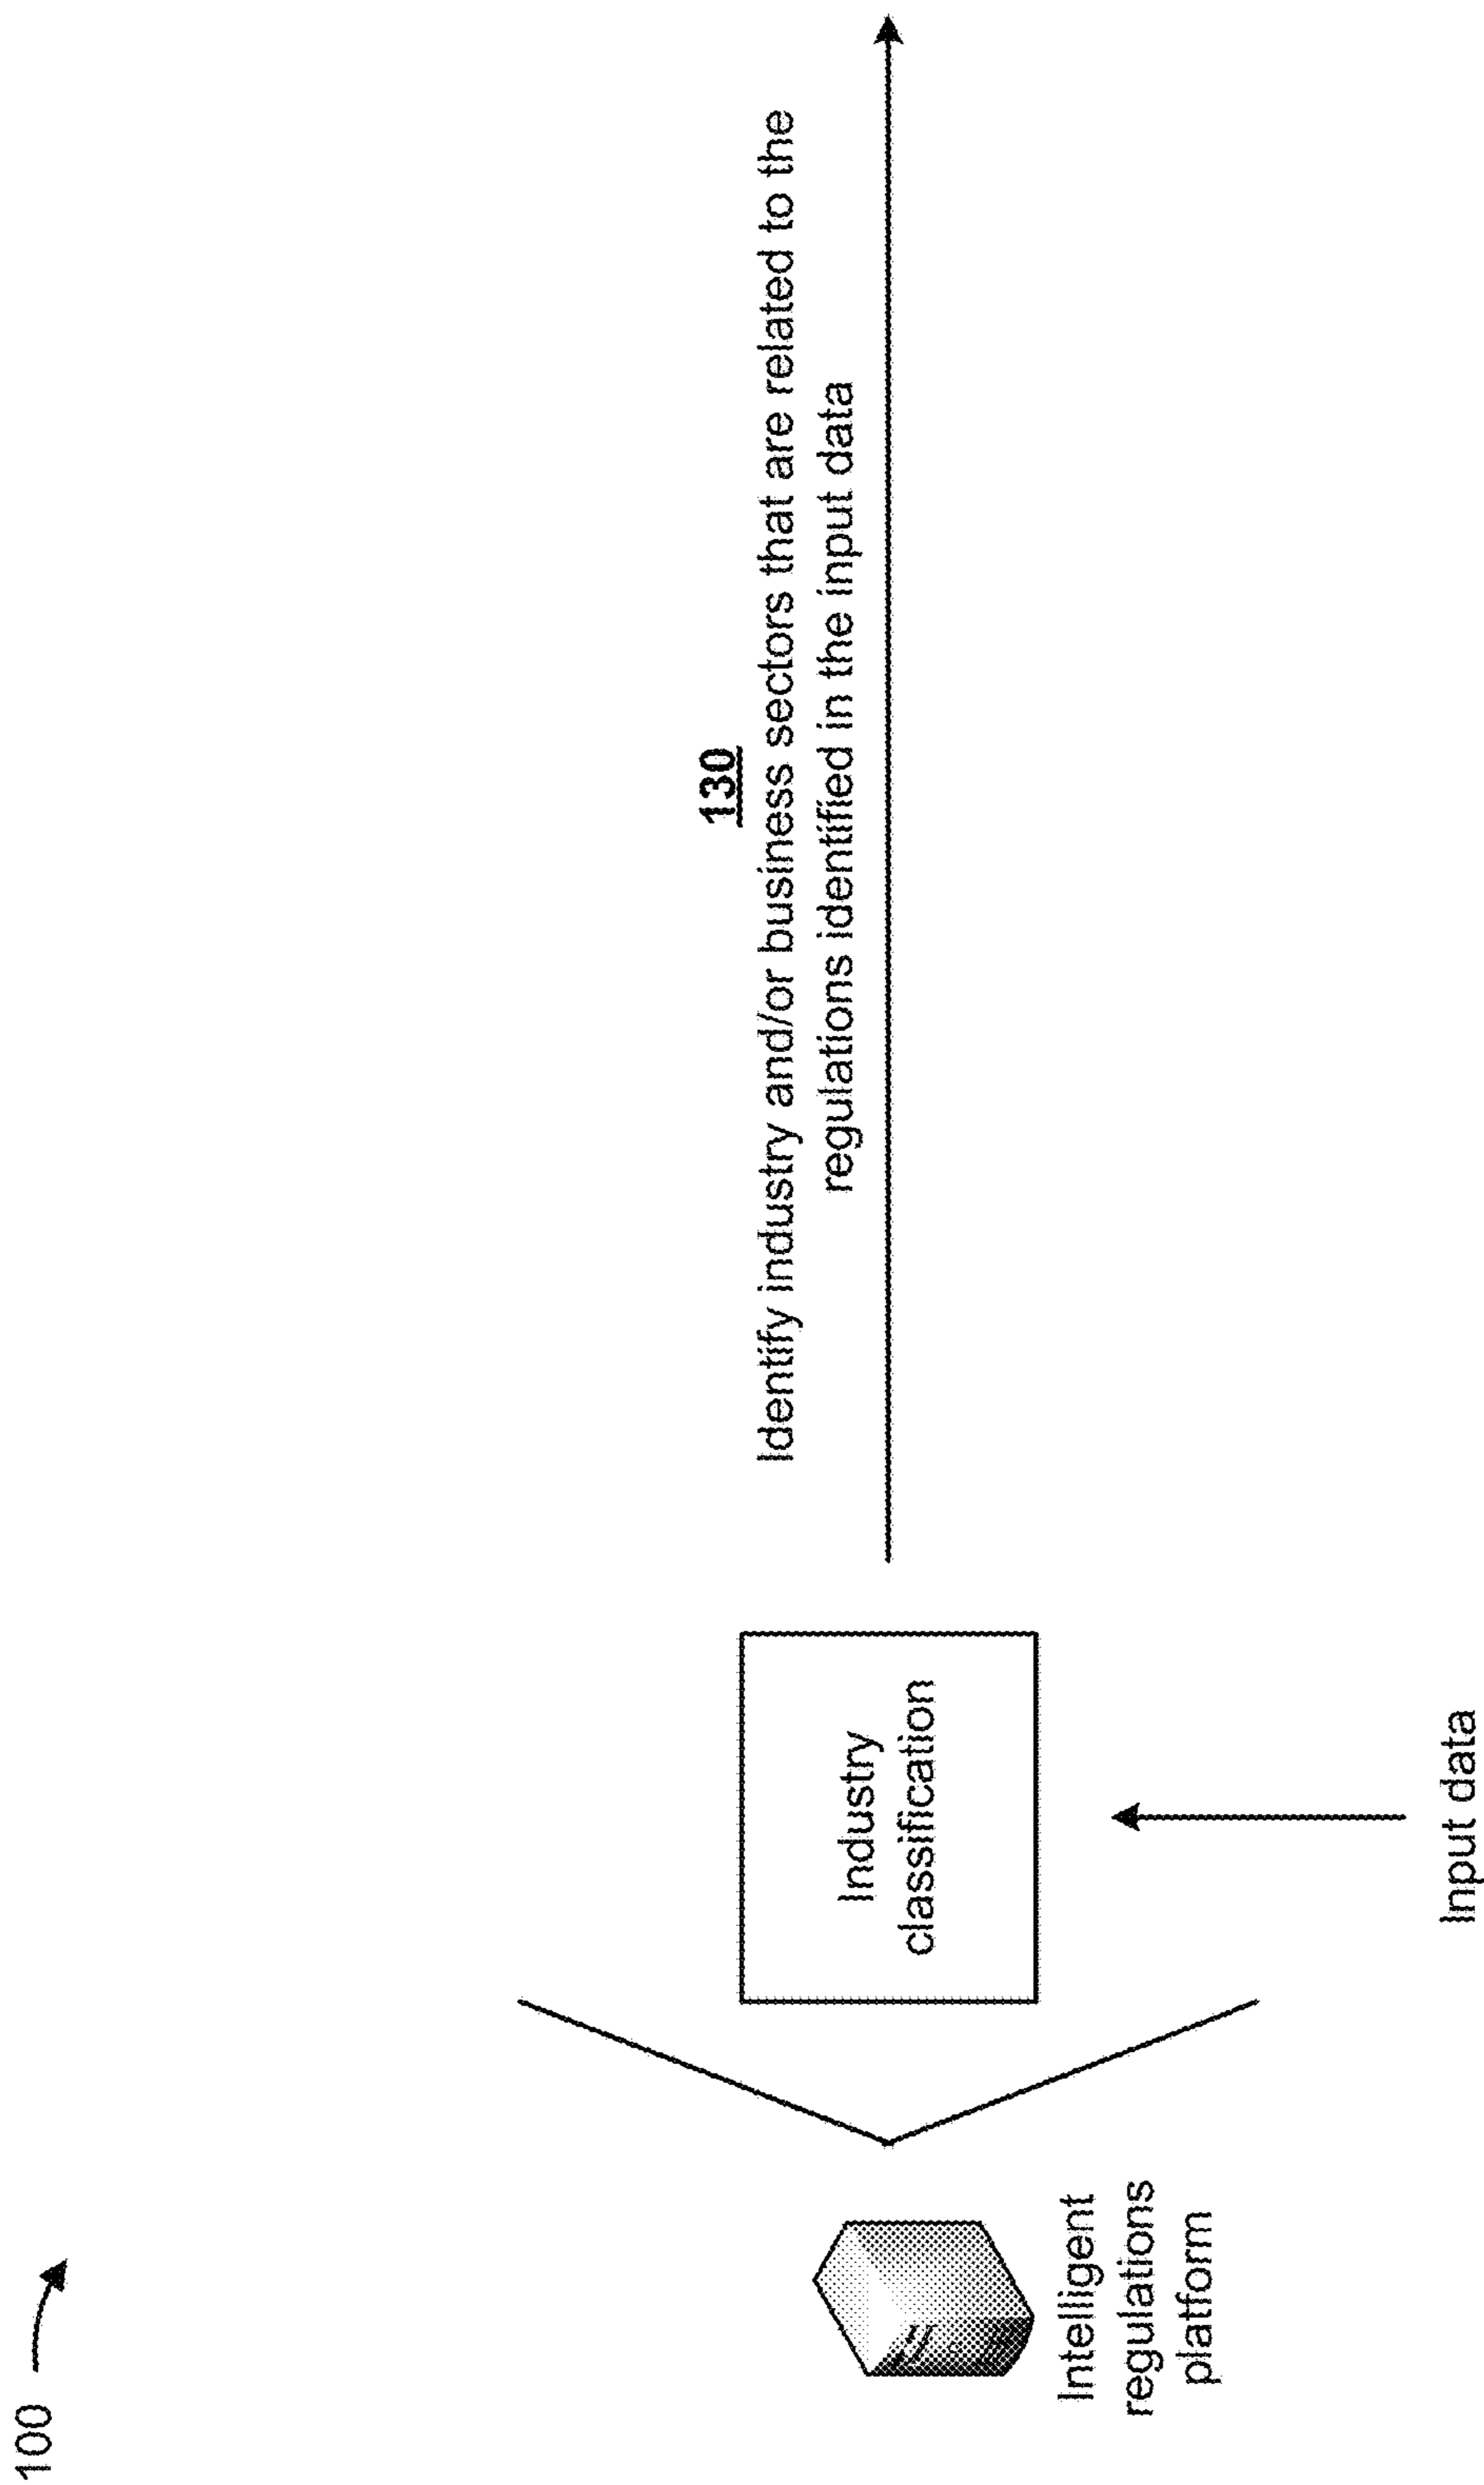 100
130
Identify industry and/or business sectors that are related to the
regulations identified in the input data
Industry
classification
Intelligent
regulations
platform
Input data